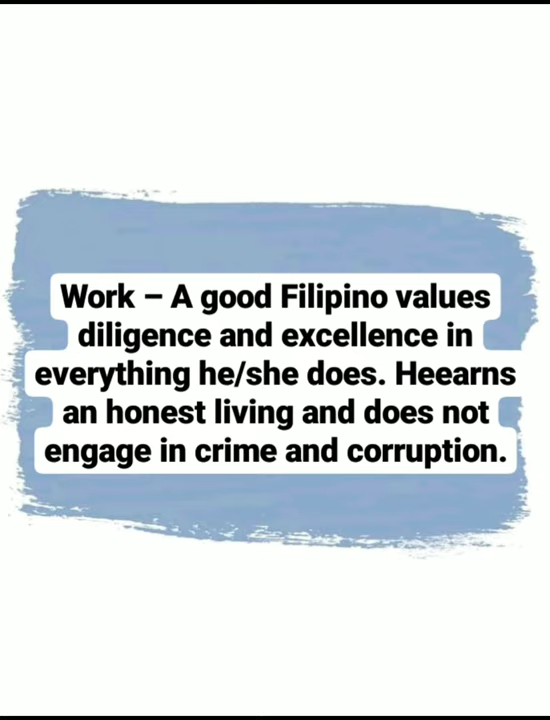 Work – A good Filipino values
diligence and excellence in
everything he/she does. Heearns
an honest living and does not
engage in crime and corruption.